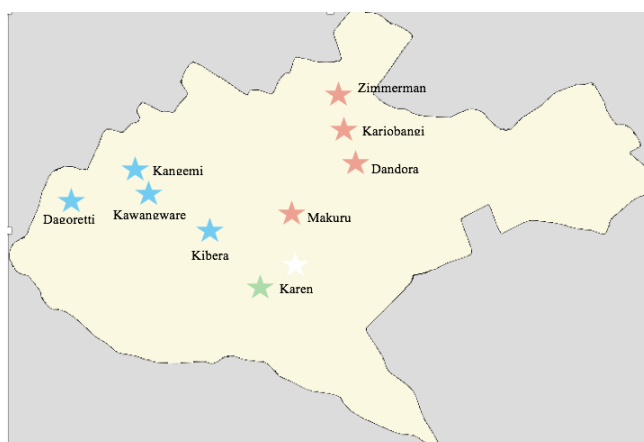 Zimmerman
Kariobangi
Dandora
Kangemi
Kawangware
Dagoretti
Makuru
Kibera
Karen